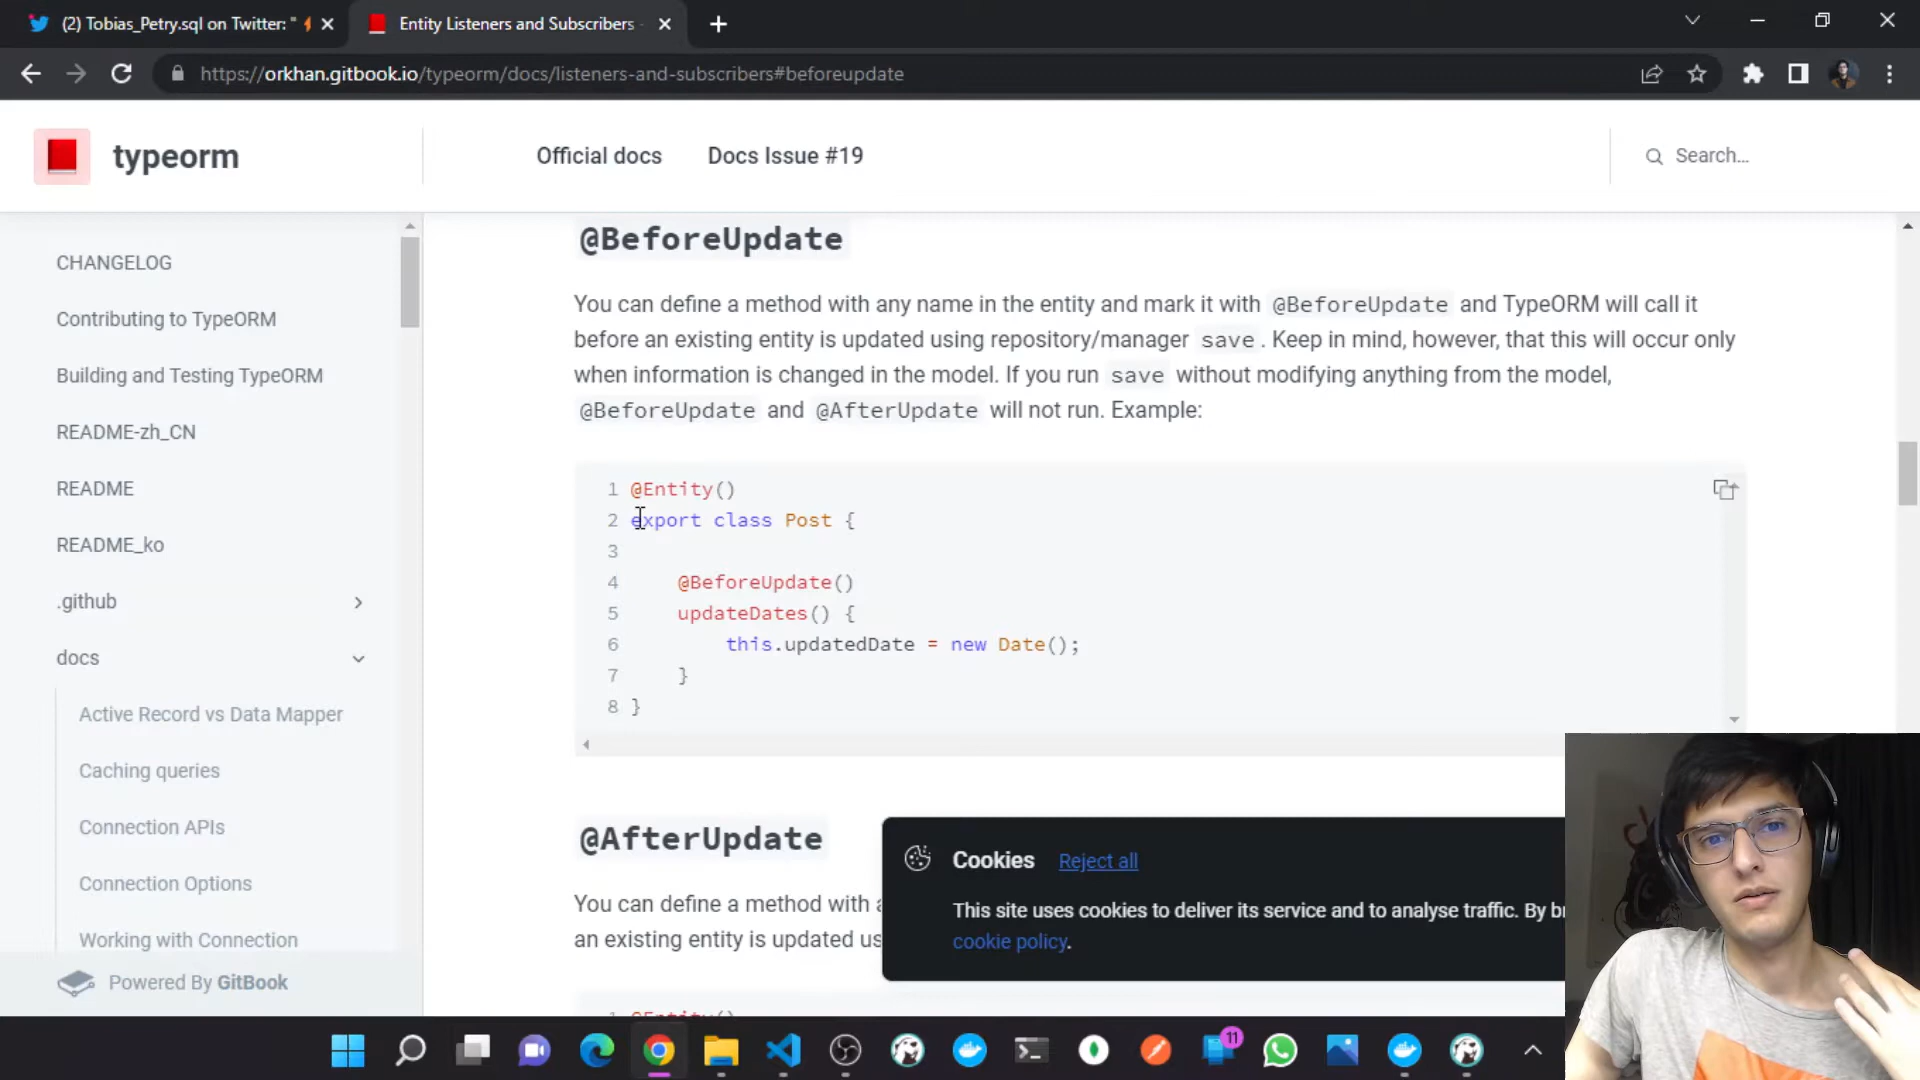 (2) Tobias_Petry.sql on Twitter: "
Entity Listeners and Subscribers
https://orkhan.gitbook.io/typeorm/docs/listeners-and-subscribers#beforeupdate
typeorm
Official docs
Docs Issue #19
Search...
CHANGELOG
Contributing to TypeORM
Building and Testing TypeORM
README-zh_CN
README
README_ko
.github
docs
Active Record vs Data Mapper
Caching queries
Connection APIs
Connection Options
Working with Connection
Powered By GitBook
@BeforeUpdate
You can define a method with any name in the entity and mark it with @BeforeUpdate and TypeORM will call it
before an existing entity is updated using repository/manager save. Keep in mind, however, that this will occur only
when information is changed in the model. If you run save without modifying anything from the model,
@BeforeUpdate and @AfterUpdate will not run. Example:
1 @Entity()
2 export class Post {
3
4 @BeforeUpdate()
5 updateDates() {
6 this.updatedDate = new Date();
7 }
8 }
@AfterUpdate
You can define a method with
an existing entity is updated
Cookies Reject all
This site uses cookies to deliver its service and to analyse traffic. By
cookie policy.
1 @Entity()
11